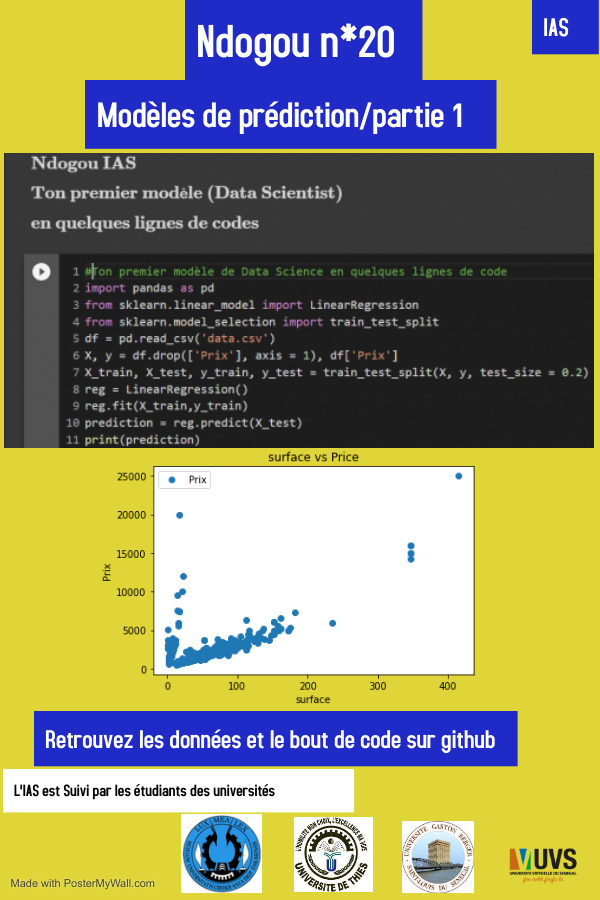 Ndogou n*20
IAS
Modèles de prédiction/partie 1
Ndogou IAS
Ton premier modèle (Data Scientist)
en quelques lignes de codes
1 #Ton premier modèle de Data Science en quelques lignes de code
2 import pandas as pd
3 from sklearn.linear_model import LinearRegression
4 from sklearn.model_selection import train_test_split
5 df = pd.read_csv('data.csv')
6 X, y = df.drop(['Prix'], axis = 1), df['Prix']
7 X_train, X_test, y_train, y_test = train_test_split(X, y, test_size = 0.2)
8 reg = LinearRegression()
9 reg.fit(X_train,y_train)
10 prediction = reg.predict(X_test)
11 print(prediction)
surface vs Price
Prix
25000
20000
15000
10000
5000
0
Prix
0 100 200 300 400
surface
Retrouvez les données et le bout de code sur github
L'IAS est Suivi par les étudiants des universités
LUX MEA LEX
UNIVERSITE DE THIES
UNIVERSITE GASTON BERGER
SAINT-LOUIS DU SENEGAL
UVS
UNIVERSITE VIRTUELLE DU SENEGAL
Made with PosterMyWall.com